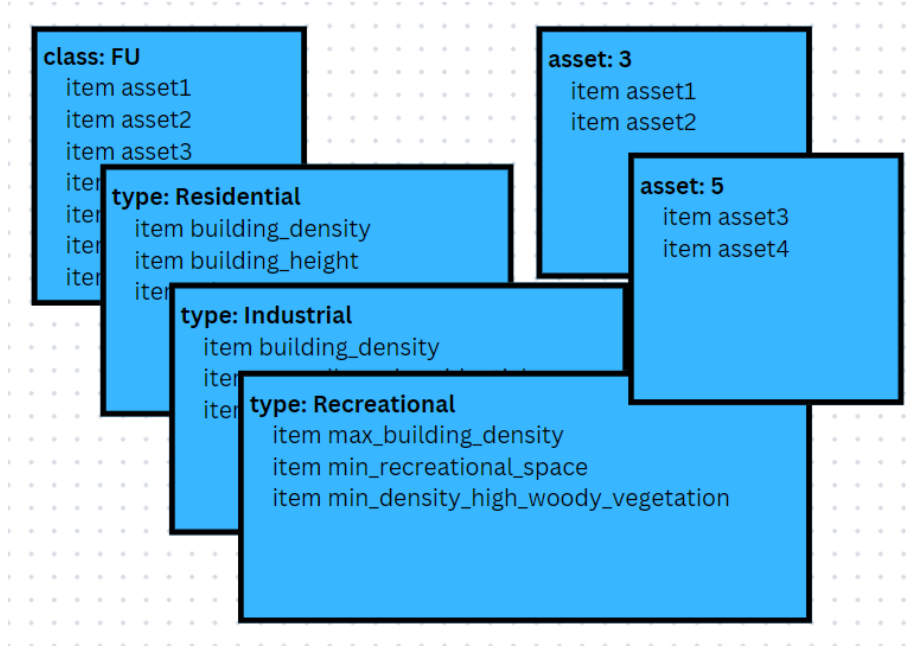 class: FU
item asset1
item asset2
item asset3
type: Residential
item building_density
item building_height
type: Industrial
item building_density
type: Recreational
item max_building_density
item min_recreational_space
item min_density_high_woody_vegetation
asset: 3
item asset1
item asset2
asset: 5
item asset3
item asset4